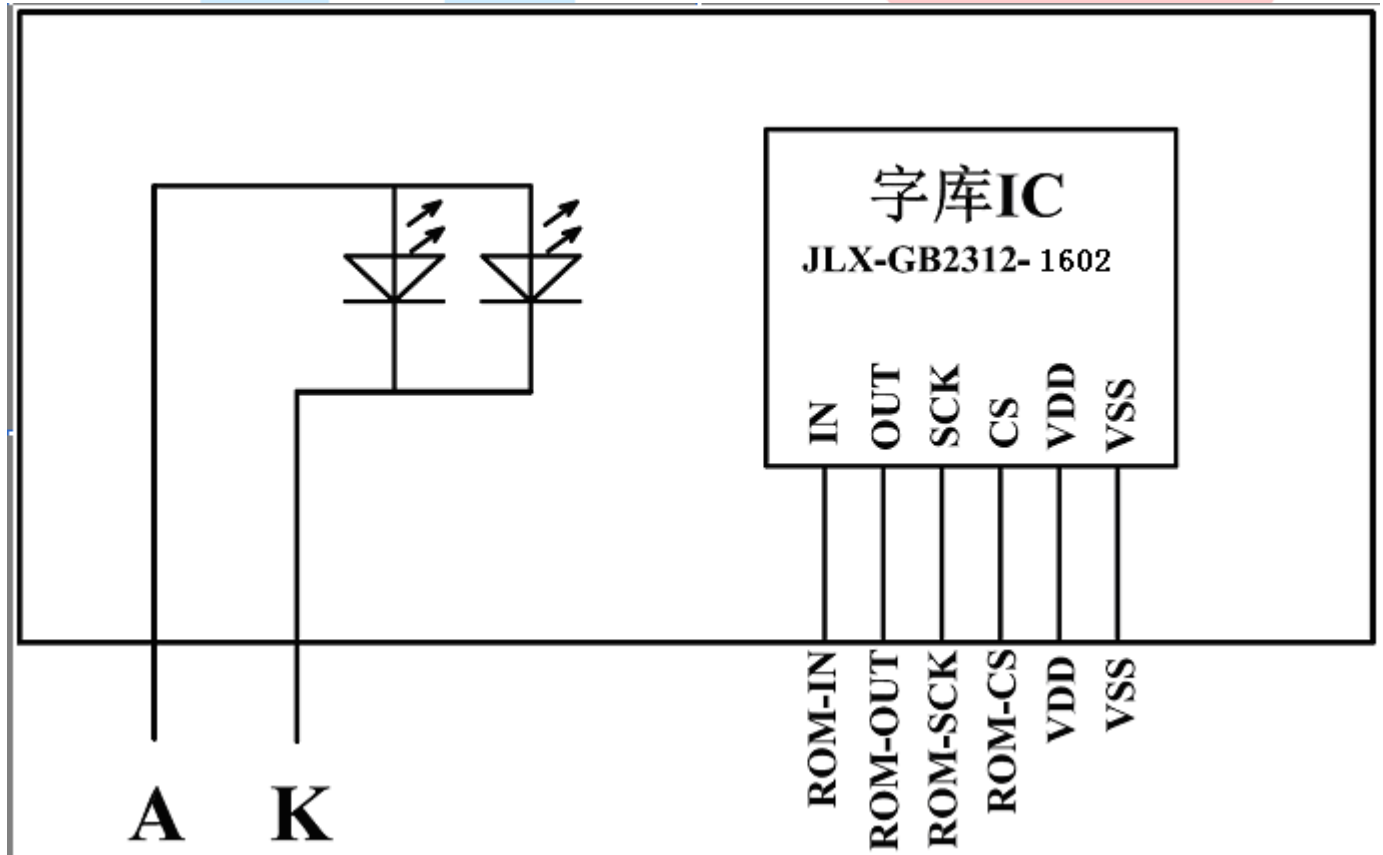 字库IC
JLX-GB2312-1602
IN
OUT
SCK
CS
VDD
VSS
ROM-IN
ROM-OUT
ROM-SCK
ROM-CS
VDD
VSS
A
K